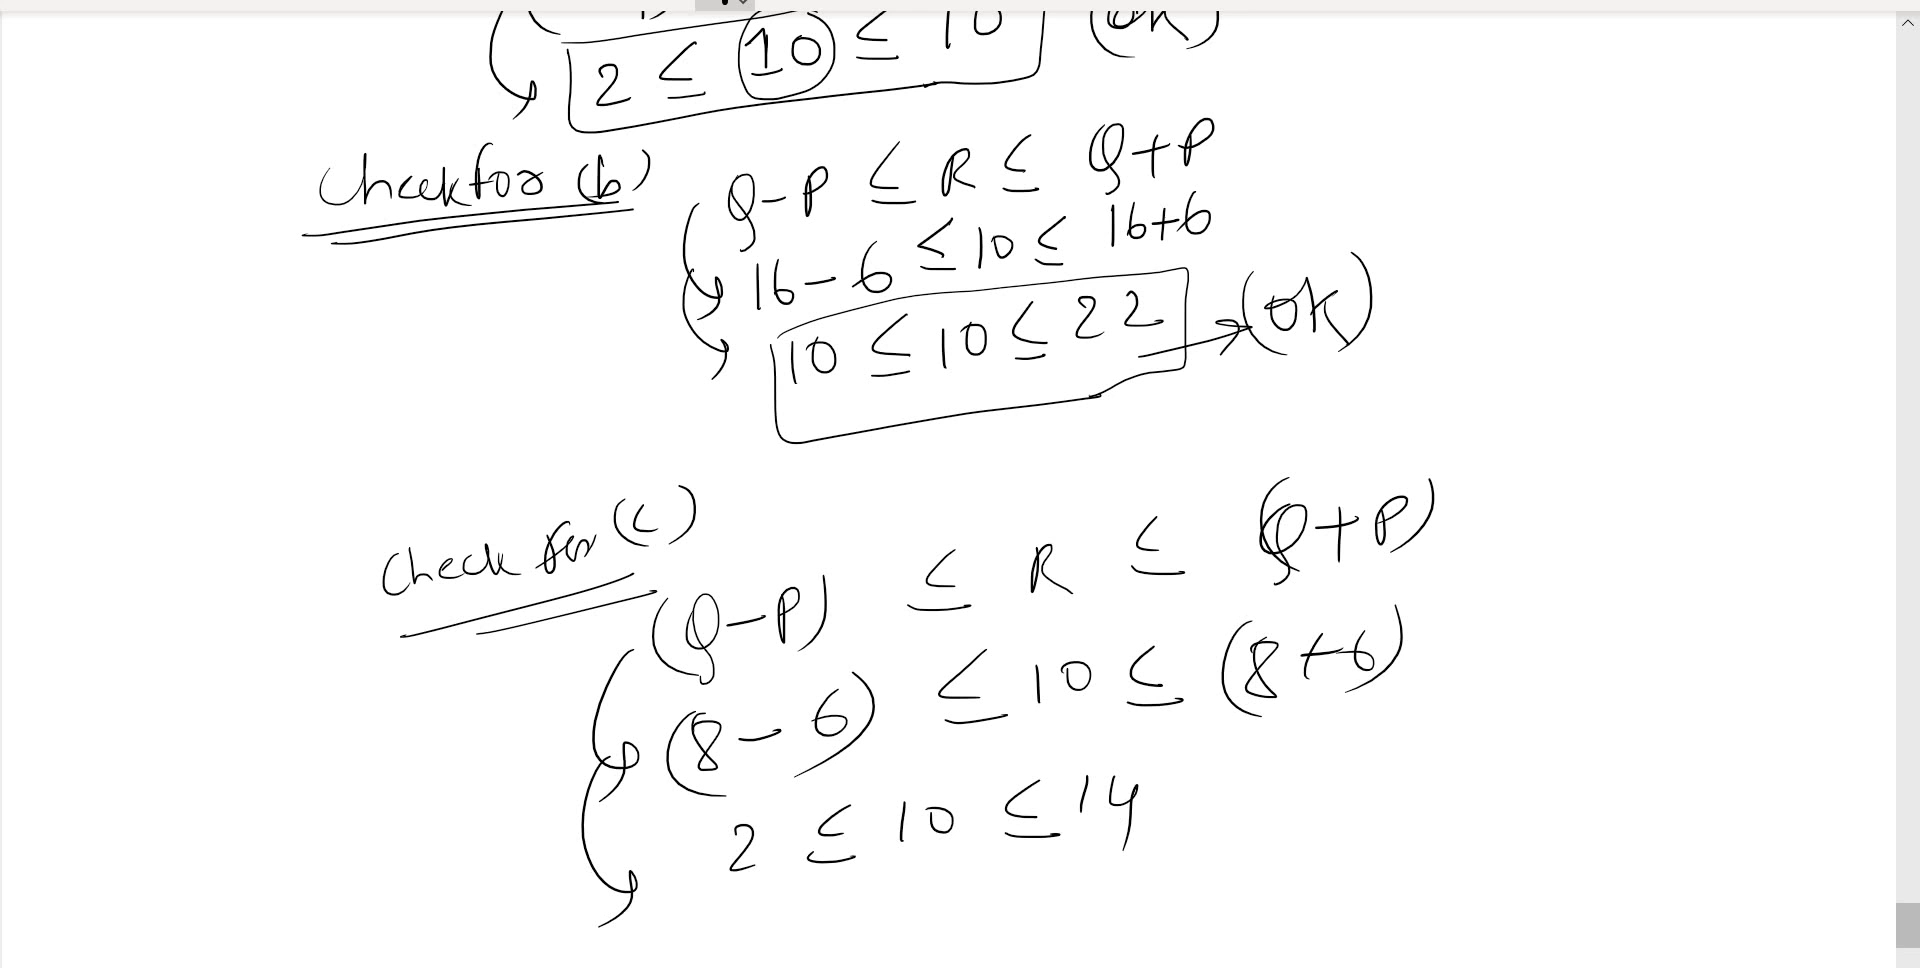 2 ≤ 10 ≤ 10 (OK)
Check for (b)
Q-P ≤ R ≤ Q+P
16-6 ≤ 10 ≤ 16+6
10 ≤ 10 ≤ 22 (OK)
Check for (c)
(Q-P) ≤ R ≤ (Q+P)
(8-6) ≤ 10 ≤ (8+6)
2 ≤ 10 ≤ 14